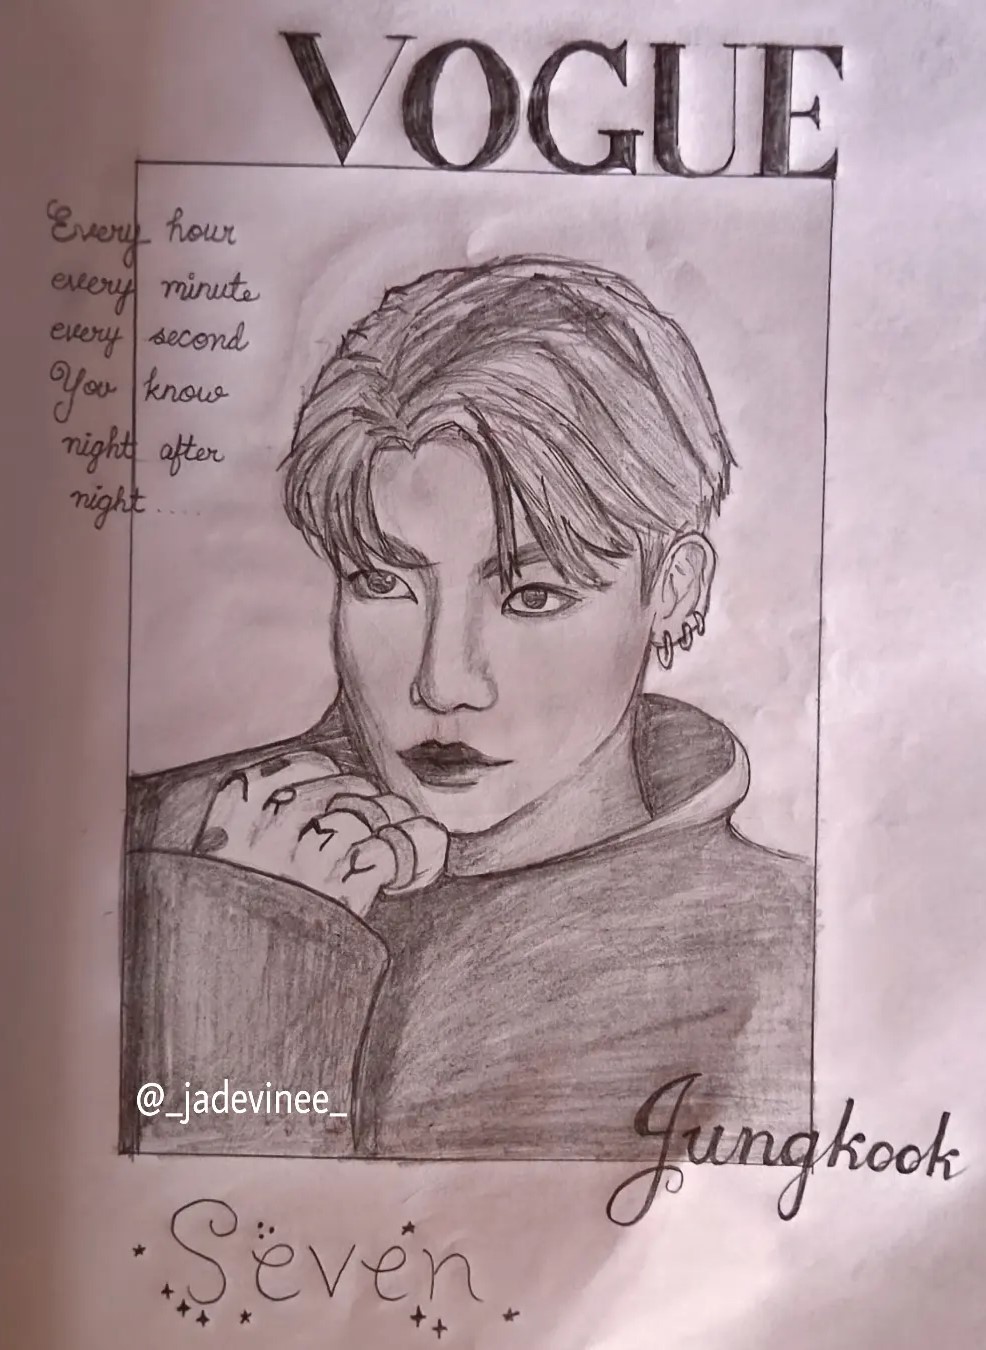 VOGUE
Every hour
every minute
every second
You know
night after
night.....
ARMY
@_jadevinee_
Jungkook
Seven